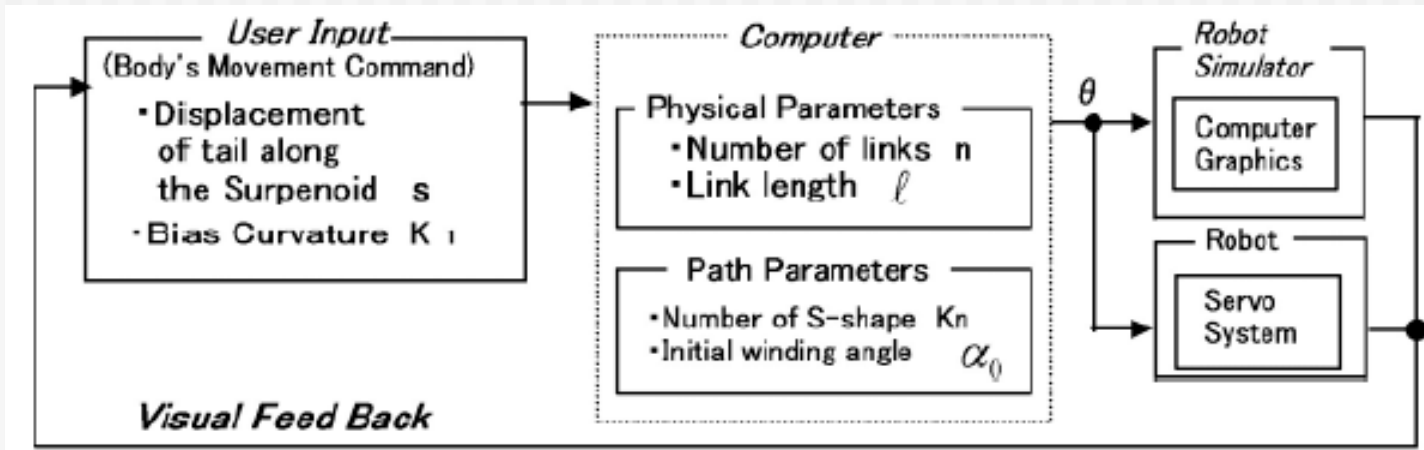 User Input
(Body's Movement Command)
・Displacement
of tail along
the Surpenoid s
・Bias Curvature K 1
Computer
Physical Parameters
・Number of links n
・Link length ℓ
Path Parameters
・Number of S-shape Kn
・Initial winding angle α0
θ
Robot
Simulator
Computer
Graphics
Robot
Servo
System
Visual Feed Back